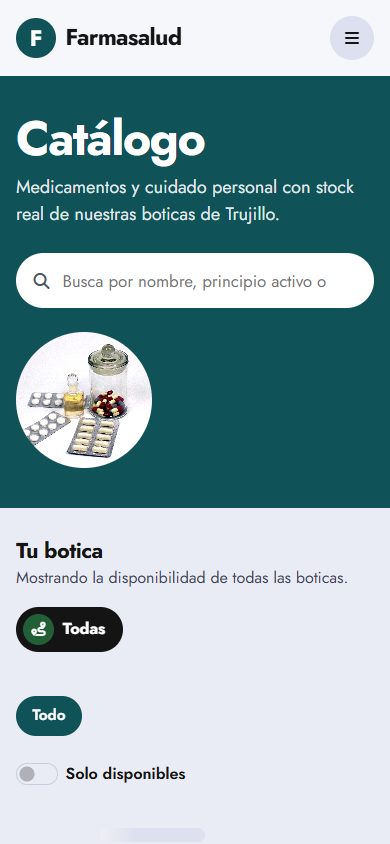 F Farmasalud
Catálogo
Medicamentos y cuidado personal con stock
real de nuestras boticas de Trujillo.
Busca por nombre, principio activo o
Tu botica
Mostrando la disponibilidad de todas las boticas.
Todas
Todo
Solo disponibles